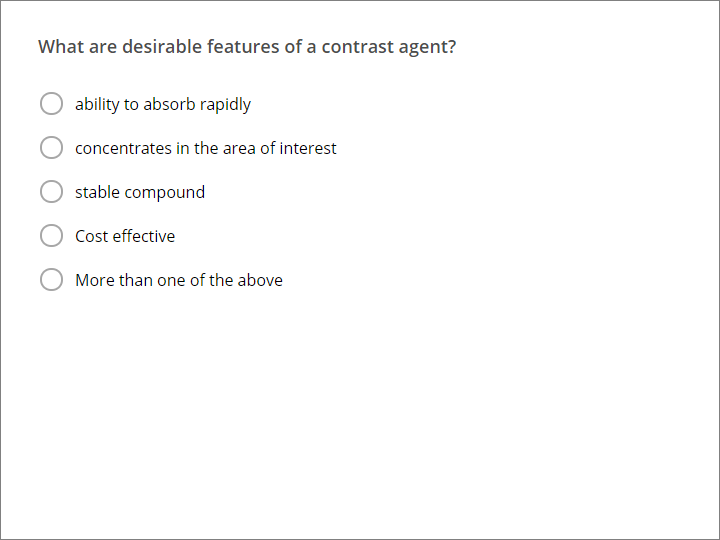 What are desirable features of a contrast agent?
ability to absorb rapidly
concentrates in the area of interest
stable compound
Cost effective
More than one of the above